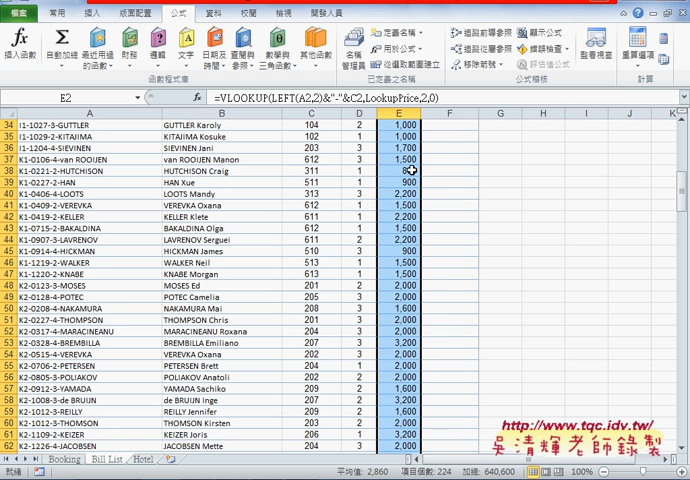 檔案 常用 插入 版面配置 公式 資料 校閱 檢視 開發人員
插入函數 自動加總 最近用過的函數 財務 邏輯 文字 日期及時間 查閱與參照 數學與三角函數 其他函數 名稱管理員 定義名稱 用於公式 從選取範圍建立 追蹤前導參照 追蹤從屬參照 移除箭號 顯示公式 錯誤檢查 評估值公式 監看視窗 重算選項
函數程式庫 已定義之名稱 公式稽核 計算
E2 fx =VLOOKUP(LEFT(A2,2)&"-"&C2,LookupPrice,2,0)
A B C D E F G H I J K
34 I1-1027-3-GUTTLER GUTTLER Karoly 104 2 1,000
35 I1-1029-2-KITAJIMA KITAJIMA Kosuke 102 1 1,000
36 I1-1204-4-SIEVINEN SIEVINEN Jani 203 3 1,700
37 K1-0106-4-van ROOIJEN van ROOIJEN Manon 612 3 1,500
38 K1-0221-2-HUTCHISON HUTCHISON Craig 311 1
39 K1-0227-2-HAN HAN Xue 511 1 900
40 K1-0406-4-LOOTS LOOTS Mandy 313 3 2,200
41 K1-0409-2-VEREVKA VEREVKA Oxana 612 1 1,500
42 K1-0419-2-KELLER KELLER Klete 611 1 2,200
43 K1-0715-2-BAKALDINA BAKALDINA Olga 612 1 1,500
44 K1-0907-3-LAVRENOV LAVRENOV Serguei 611 2 2,200
45 K1-0914-4-HICKMAN HICKMAN James 510 3 900
46 K1-1219-2-WALKER WALKER Neil 513 1 1,500
47 K1-1220-2-KNABE KNABE Morgan 613 1 1,500
48 K2-0123-3-MOSES MOSES Ed 201 2 2,000
49 K2-0128-4-POTEC POTEC Camelia 205 3 2,000
50 K2-0208-4-NAKAMURA NAKAMURA Mai 208 3 1,600
51 K2-0227-4-THOMPSON THOMPSON Chris 201 3 2,000
52 K2-0317-4-MARACINEANU MARACINEANU Roxana 204 3 2,000
53 K2-0328-4-BREMBILLA BREMBILLA Emiliano 207 3 3,200
54 K2-0515-4-VEREVKA VEREVKA Oxana 202 3 2,000
55 K2-0706-2-PETERSEN PETERSEN Brett 204 1 2,000
56 K2-0805-3-POLIAKOV POLIAKOV Anatoli 202 2 2,000
57 K2-0912-3-YAMADA YAMADA Sachiko 209 2 1,600
58 K2-1008-3-de BRUIJN de BRUIJN Inge 207 2 3,200
59 K2-1012-3-REILLY REILLY Jennifer 209 2 1,600
60 K2-1012-3-THOMSON THOMSON Kirsten 203 2 2,000
61 K2-1109-2-KEIZER KEIZER Joris 206 1 3,200
62 K2-1226-4-JACOBSEN JACOBSEN Mette 204 3 2,000
http://www.tqc.idv.tw/
吳清輝老師錄製
Booking Bill List Hotel
就緒 平均值: 2,860 項目個數: 224 加總: 640,600 100%